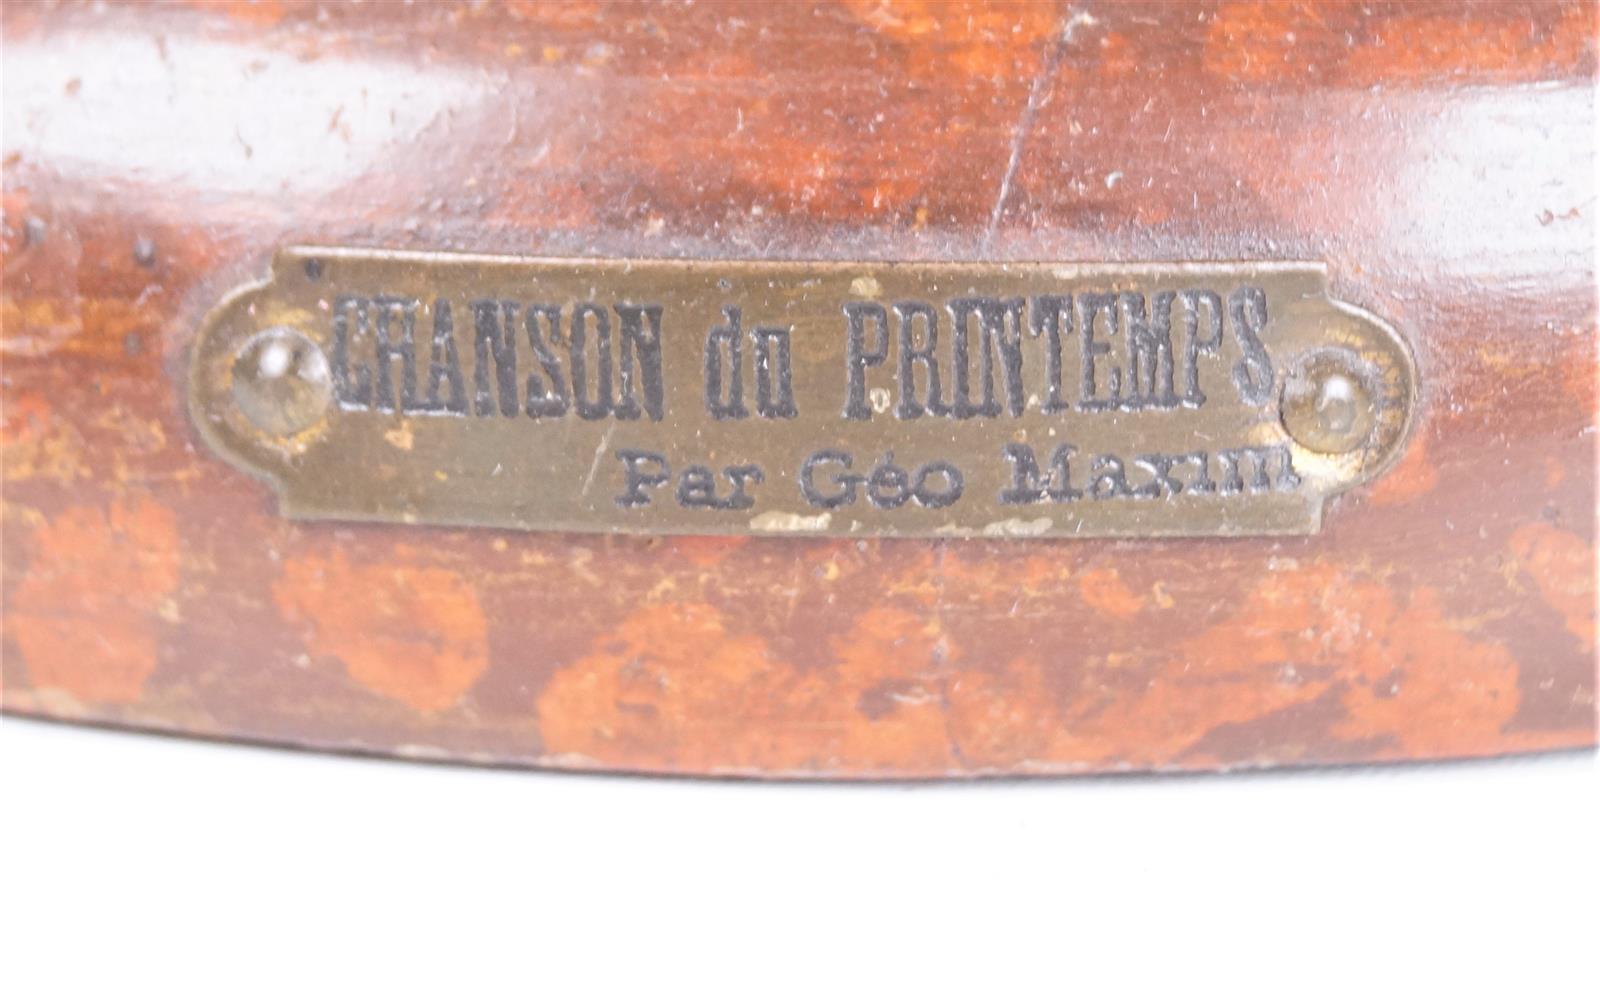 CHANSON du PRINTEMPS
Par Géo Maxim